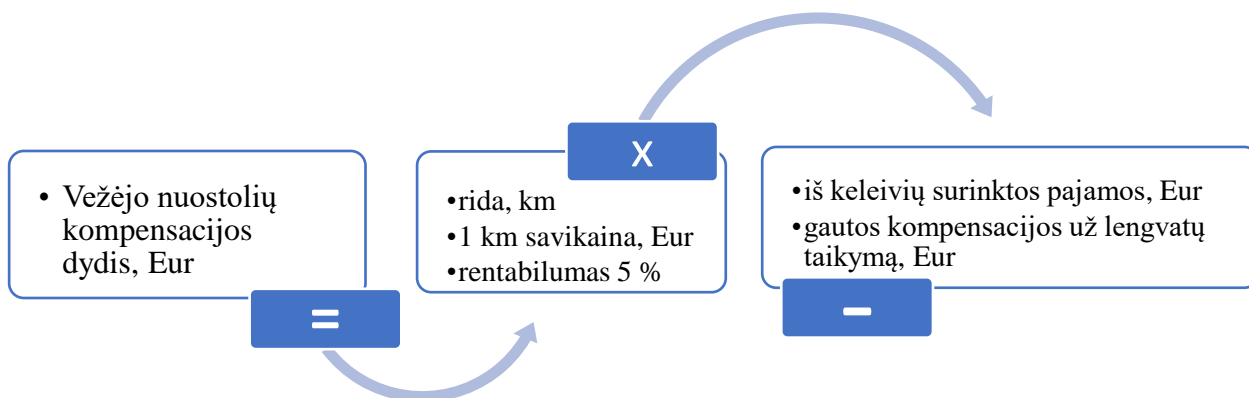 • Vežėjo nuostolių
kompensacijos
dydis, Eur
=
x
•rida, km
•1 km savikaina, Eur
•rentabilumas 5 %
•iš keleivių surinktos pajamos, Eur
•gautos kompensacijos už lengvatų
taikymą, Eur
−